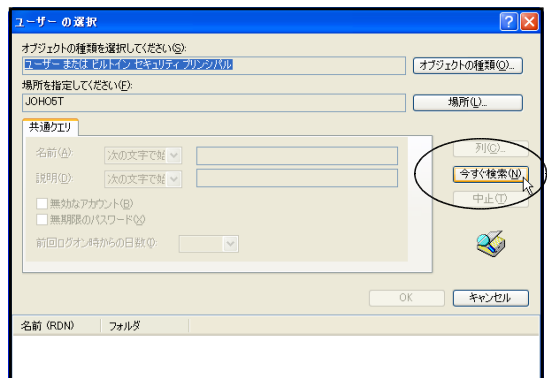 ユーザー の選択
オブジェクトの種類を選択してください(S):
ユーザー または ビルトイン セキュリティ プリンシパル
オブジェクトの種類(O)...
場所を指定してください(F):
JOHO5T
場所(L)...
共通クエリ
名前(A):
次の文字で始
列(C)...
説明(D):
次の文字で始
今すぐ検索(N)
無効なアカウント(B)
中止(T)
無期限のパスワード(X)
前回ログオン時からの日数(I):
OK
キャンセル
名前 (RDN)
フォルダ